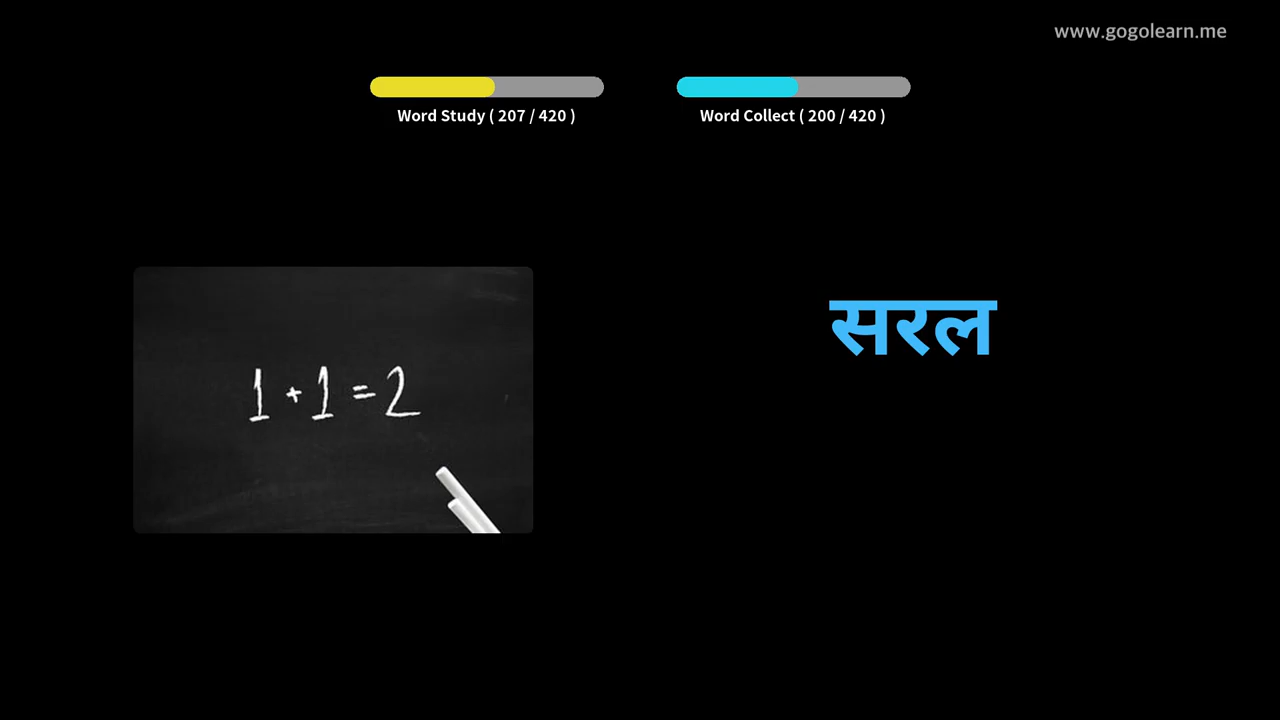 www.gogolearn.me
Word Study ( 207 / 420 )
Word Collect ( 200 / 420 )
सरल
1 + 1 = 2